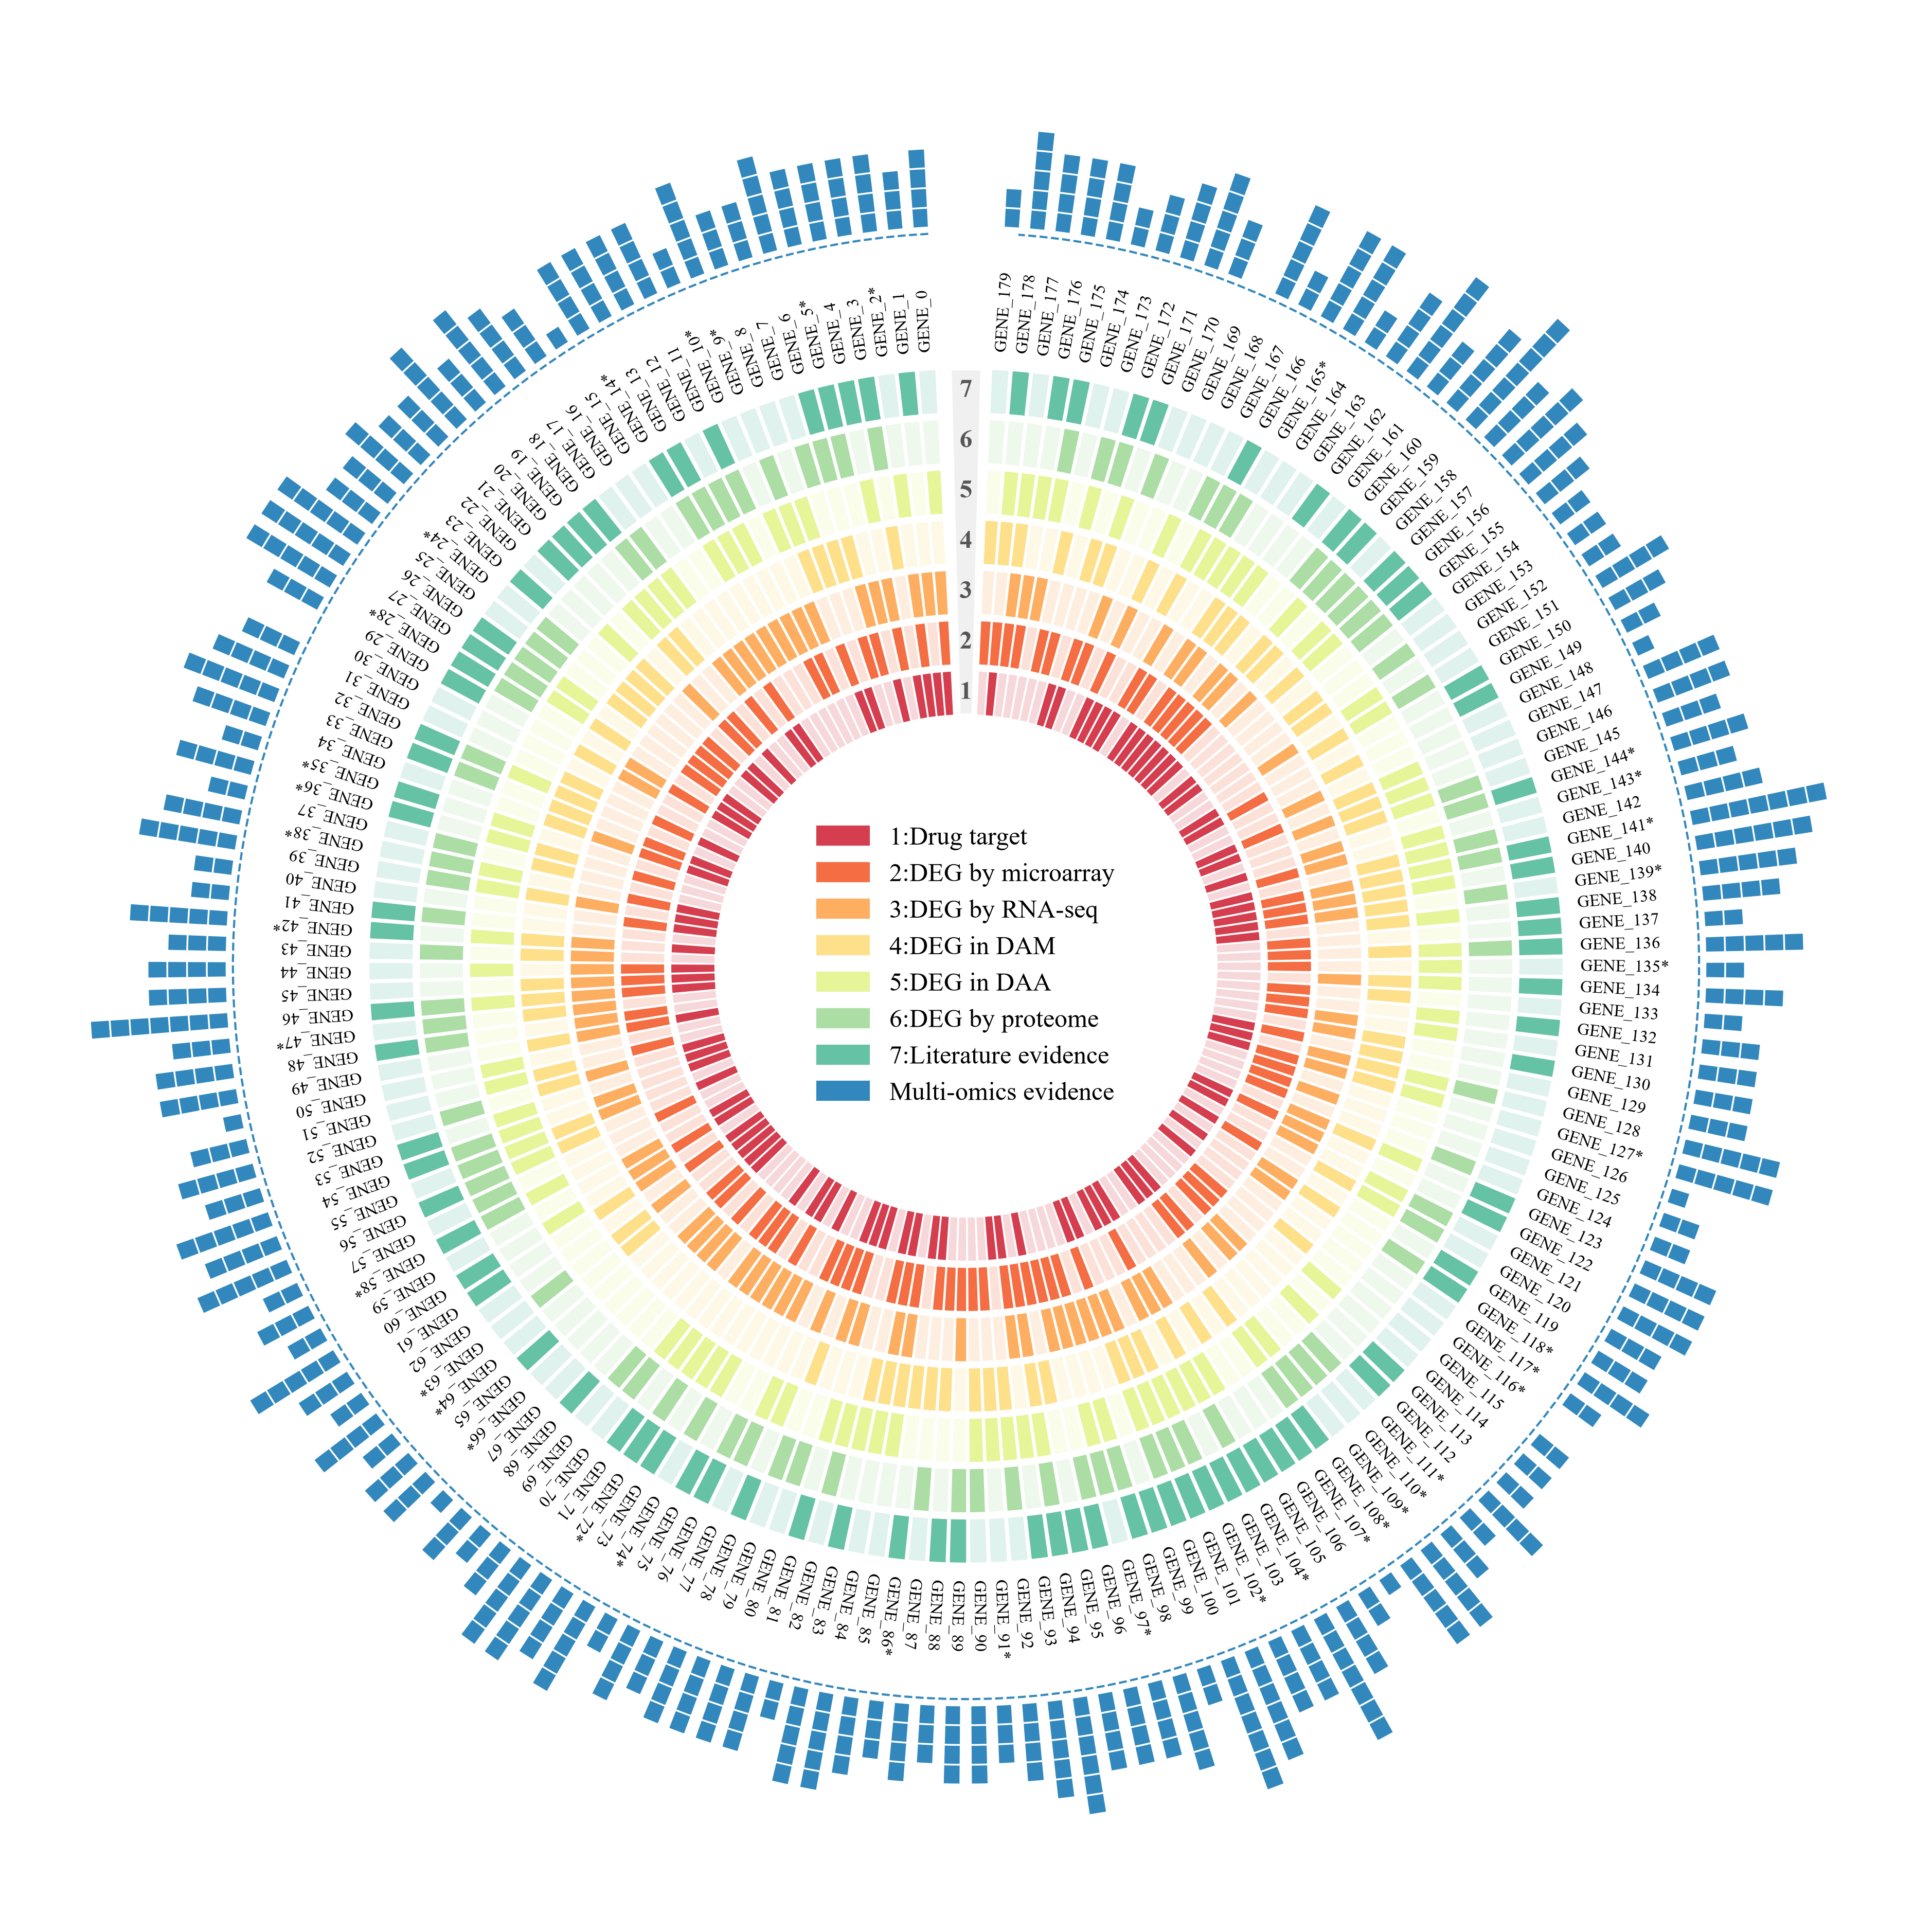 GENE_0
GENE_1
GENE_2*
GENE_3
GENE_4
GENE_5*
GENE_6
GENE_7
GENE_8
GENE_9*
GENE_10*
GENE_11
GENE_12
GENE_13
GENE_14*
GENE_15
GENE_16
GENE_17
GENE_18
GENE_19
GENE_20
GENE_21
GENE_22
GENE_23
GENE_24*
GENE_25
GENE_26
GENE_27
GENE_28*
GENE_29
GENE_30
GENE_31
GENE_32
GENE_33
GENE_34
GENE_35*
GENE_36*
GENE_37
GENE_38*
GENE_39
GENE_40
GENE_41
GENE_42*
GENE_43
GENE_44
GENE_45
GENE_46
GENE_47*
GENE_48
GENE_49
GENE_50
GENE_51
GENE_52
GENE_53
GENE_54
GENE_55
GENE_56
GENE_57
GENE_58*
GENE_59
GENE_60
GENE_61
GENE_62
GENE_63*
GENE_64*
GENE_65
GENE_66*
GENE_67
GENE_68
GENE_69
GENE_70
GENE_71
GENE_72*
GENE_73
GENE_74*
GENE_75
GENE_76
GENE_77
GENE_78
GENE_79
GENE_80
GENE_81
GENE_82
GENE_83
GENE_84
GENE_85
GENE_86*
GENE_87
GENE_88
GENE_89
GENE_90
GENE_91*
GENE_92
GENE_93
GENE_94
GENE_95
GENE_96
GENE_97*
GENE_98
GENE_99
GENE_100
GENE_101
GENE_102*
GENE_103
GENE_104*
GENE_105
GENE_106
GENE_107*
GENE_108*
GENE_109*
GENE_110*
GENE_111*
GENE_112
GENE_113
GENE_114
GENE_115
GENE_116*
GENE_117*
GENE_118*
GENE_119
GENE_120
GENE_121
GENE_122
GENE_123
GENE_124
GENE_125
GENE_126
GENE_127*
GENE_128
GENE_129
GENE_130
GENE_131
GENE_132
GENE_133
GENE_134
GENE_135*
GENE_136
GENE_137
GENE_138
GENE_139*
GENE_140
GENE_141*
GENE_142
GENE_143*
GENE_144*
GENE_145
GENE_146
GENE_147
GENE_148
GENE_149
GENE_150
GENE_151
GENE_152
GENE_153
GENE_154
GENE_155
GENE_156
GENE_157
GENE_158
GENE_159
GENE_160
GENE_161
GENE_162
GENE_163
GENE_164
GENE_165*
GENE_166
GENE_167
GENE_168
GENE_169
GENE_170
GENE_171
GENE_172
GENE_173
GENE_174
GENE_175
GENE_176
GENE_177
GENE_178
GENE_179
7
6
5
4
3
2
1
1:Drug target
2:DEG by microarray
3:DEG by RNA-seq
4:DEG in DAM
5:DEG in DAA
6:DEG by proteome
7:Literature evidence
Multi-omics evidence